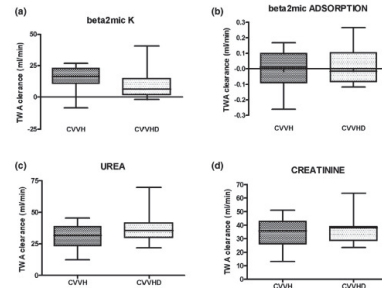 (a)
beta2mic K
TWA clerance (ml/min)
50
25
0
-25
CVVH
CVVHD
(b)
beta2mic ADSORPTION
TWA clearance (ml/min)
0.3
0.2
0.1
-0.0
-0.1
-0.2
-0.3
CVVH
CVVHD
(c)
UREA
TWA clearance (ml/min)
75
50
25
0
CVVH
CVVHD
(d)
CREATININE
TWA clearance (ml/min)
70
60
50
40
30
20
10
0
CVVH
CVVHD